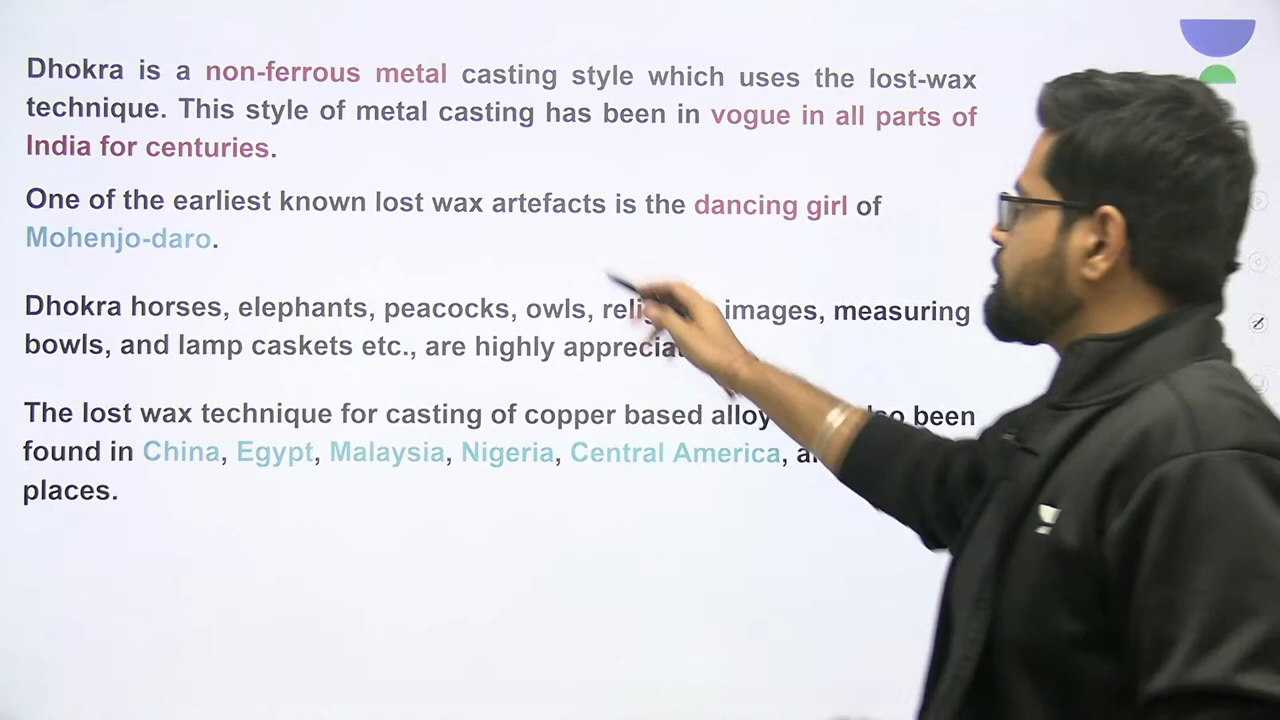 Dhokra is a non-ferrous metal casting style which uses the lost-wax
technique. This style of metal casting has been in vogue in all parts of
India for centuries.
One of the earliest known lost wax artefacts is the dancing girl of
Mohenjo-daro.
Dhokra horses, elephants, peacocks, owls, images, measuring
bowls, and lamp caskets etc., are highly
The lost wax technique for casting of copper based been
found in China, Egypt, Malaysia, Nigeria, Central America,
places.